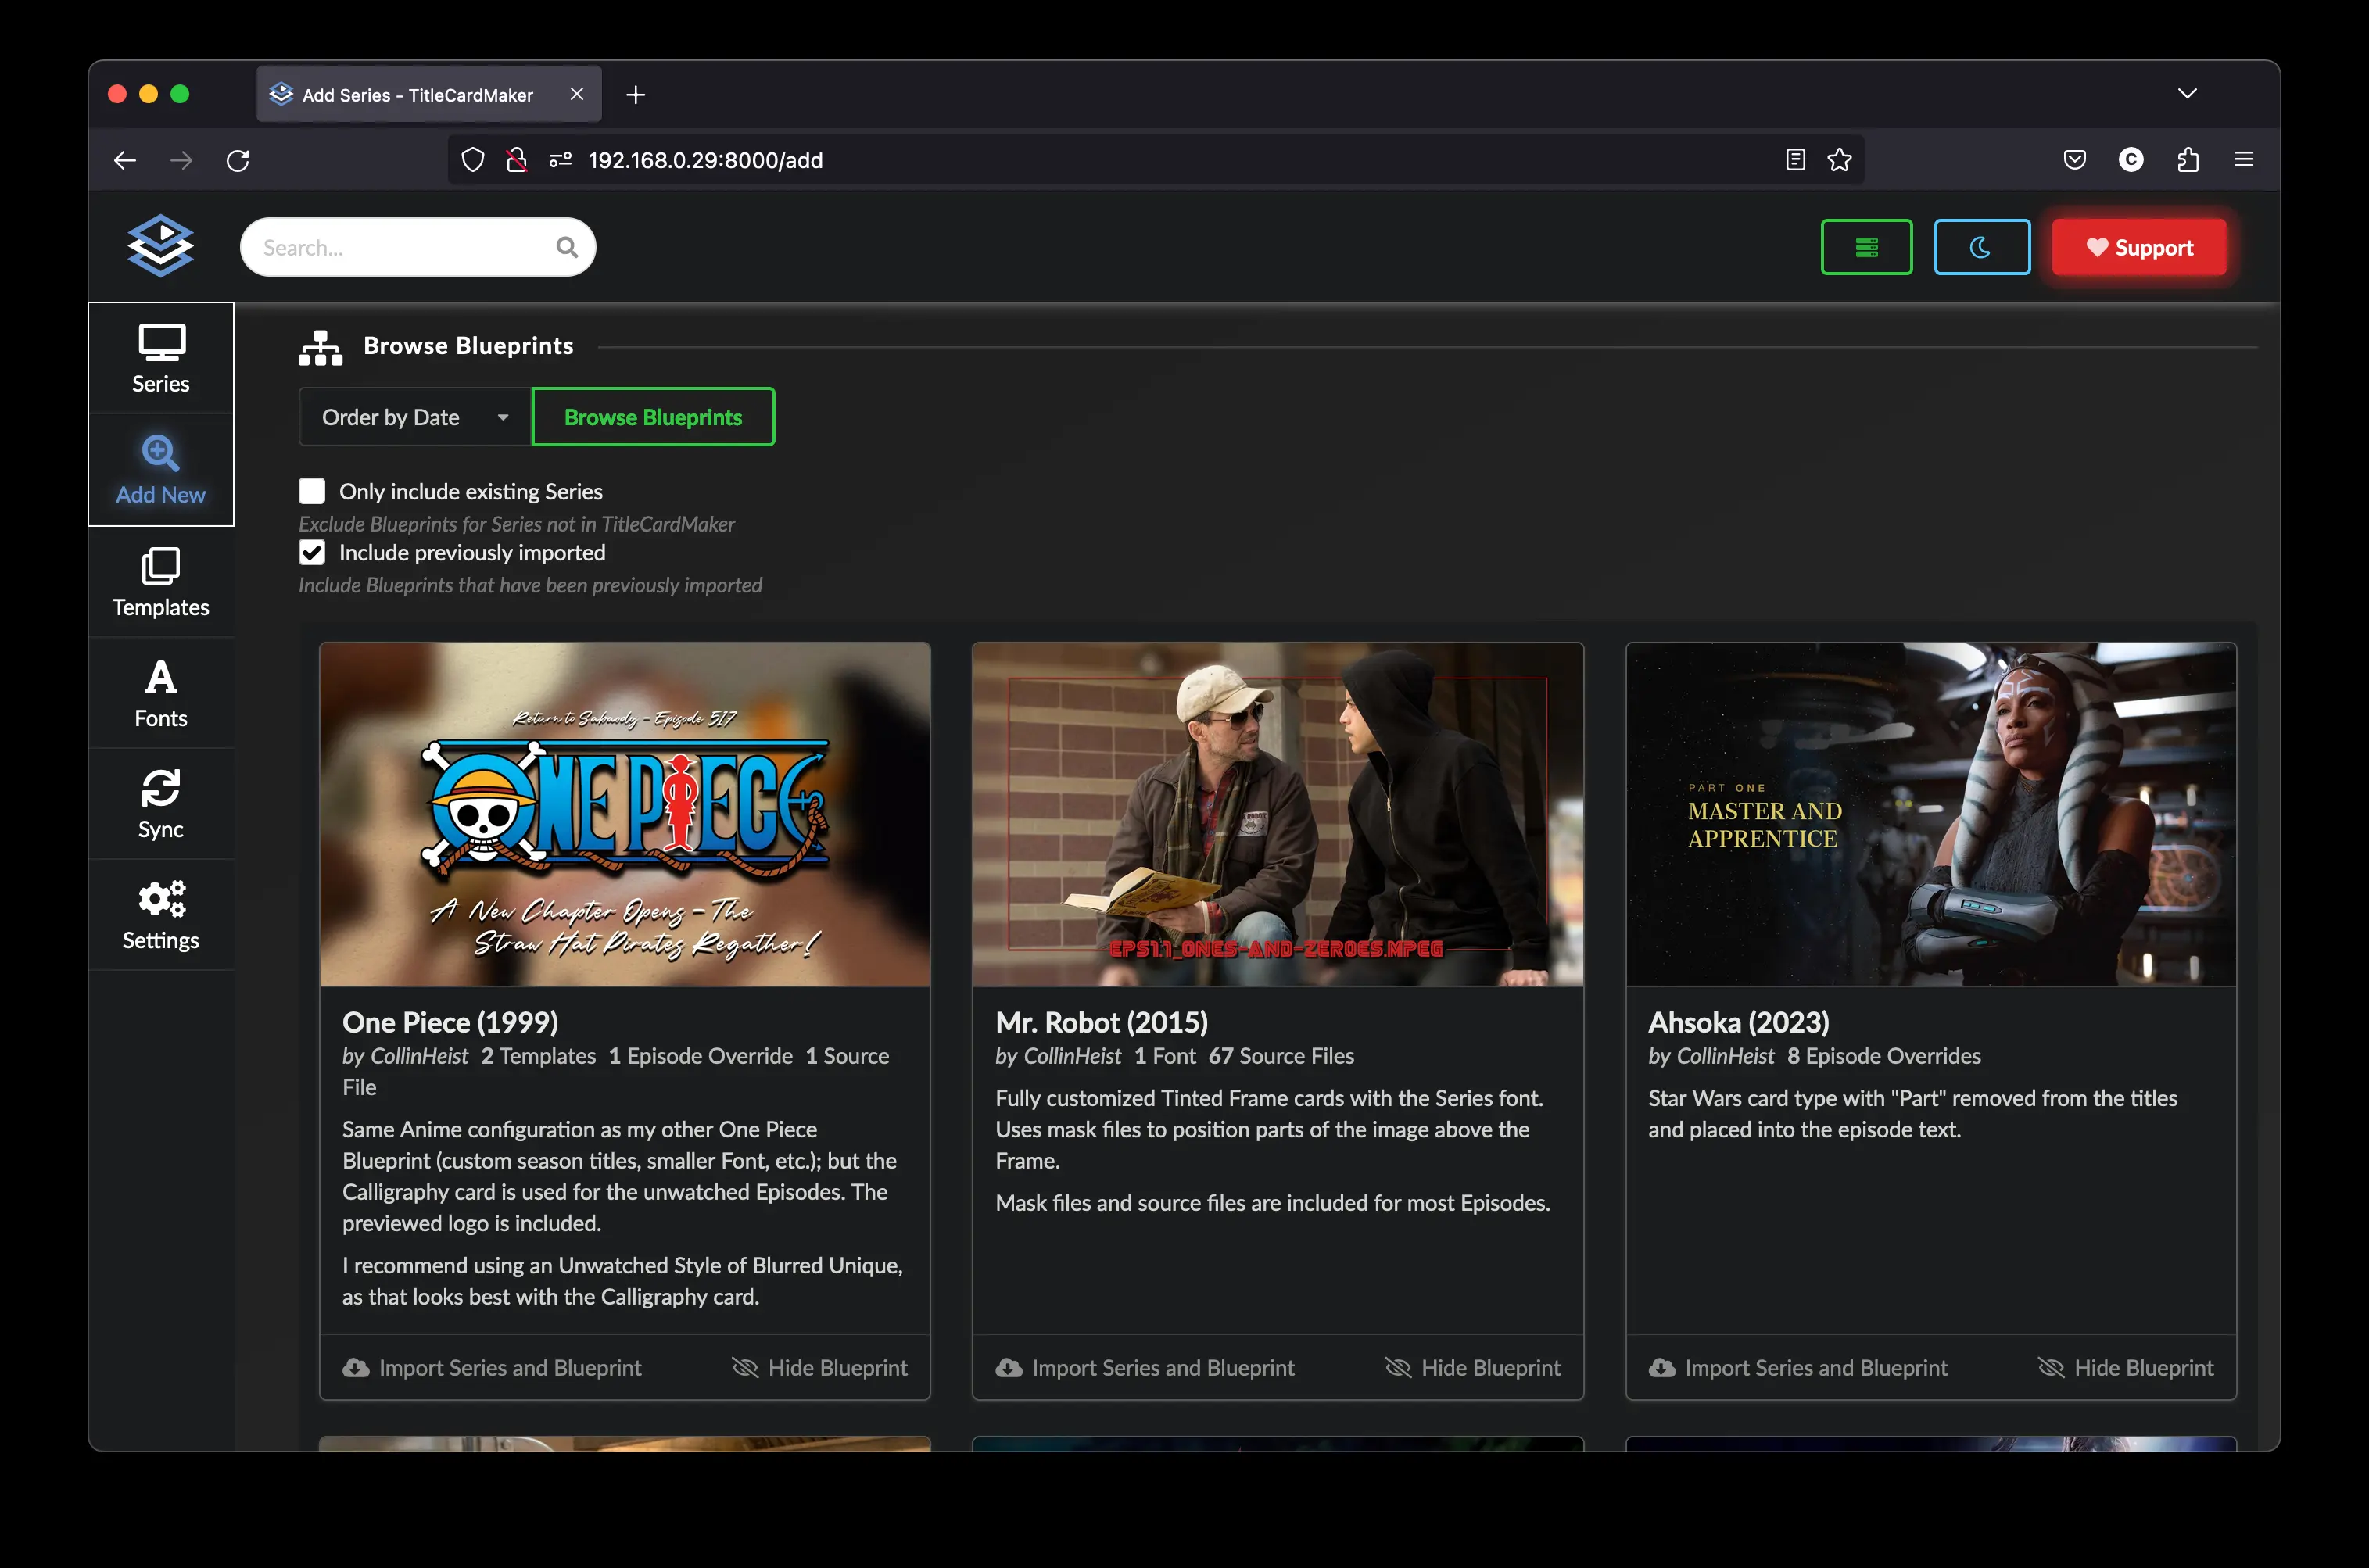 Add Series - TitleCardMaker
192.168.0.29:8000/add
C
Search...
Support
Series
Add New
Templates
Fonts
Sync
Settings
Browse Blueprints
Order by Date
Browse Blueprints
Only include existing Series
Exclude Blueprints for Series not in TitleCardMaker
Include previously imported
Include Blueprints that have been previously imported
Return to Sabaody - Episode 517
ONE PIECE
A New Chapter Opens - The
Straw Hat Pirates Regather!
One Piece (1999)
by CollinHeist 2 Templates 1 Episode Override 1 Source
File
Same Anime configuration as my other One Piece
Blueprint (custom season titles, smaller Font, etc.); but the
Calligraphy card is used for the unwatched Episodes. The
previewed logo is included.
I recommend using an Unwatched Style of Blurred Unique,
as that looks best with the Calligraphy card.
Import Series and Blueprint
Hide Blueprint
MR ROBOT
EPS1.1_ONES-AND-ZEROES.MPEG
Mr. Robot (2015)
by CollinHeist 1 Font 67 Source Files
Fully customized Tinted Frame cards with the Series font.
Uses mask files to position parts of the image above the
Frame.
Mask files and source files are included for most Episodes.
Import Series and Blueprint
Hide Blueprint
PART ONE
MASTER AND
APPRENTICE
Ahsoka (2023)
by CollinHeist 8 Episode Overrides
Star Wars card type with "Part" removed from the titles
and placed into the episode text.
Import Series and Blueprint
Hide Blueprint